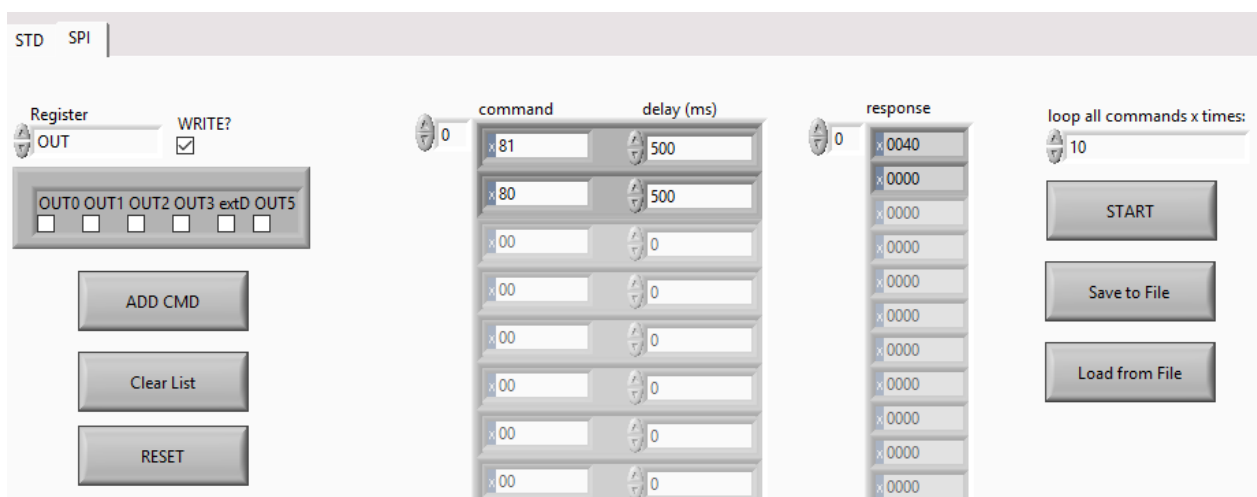 STD SPI
Register
WRITE?
OUT
OUT0 OUT1 OUT2 OUT3 extD OUT5
ADD CMD
Clear List
RESET
command delay (ms)
0
x 81 500
x 80 500
x 00 0
x 00 0
x 00 0
x 00 0
x 00 0
x 00 0
response
0
x 0040
x 0000
x 0000
x 0000
x 0000
x 0000
x 0000
x 0000
x 0000
x 0000
x 0000
loop all commands x times:
10
START
Save to File
Load from File